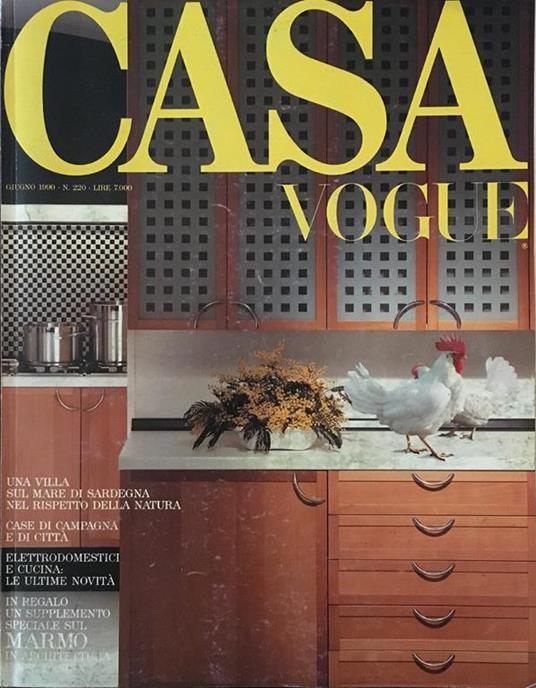 CASA
VOGUE
®
GIUGNO 1990 - N. 220 - LIRE 7.000
UNA VILLA
SUL MARE DI SARDEGNA
NEL RISPETTO DELLA NATURA
CASE DI CAMPAGNA
E DI CITTÀ
ELETTRODOMESTICI
E CUCINA:
LE ULTIME NOVITÀ
IN REGALO
UN SUPPLEMENTO
SPECIALE SUL
MARMO
IN ARCHITETTURA